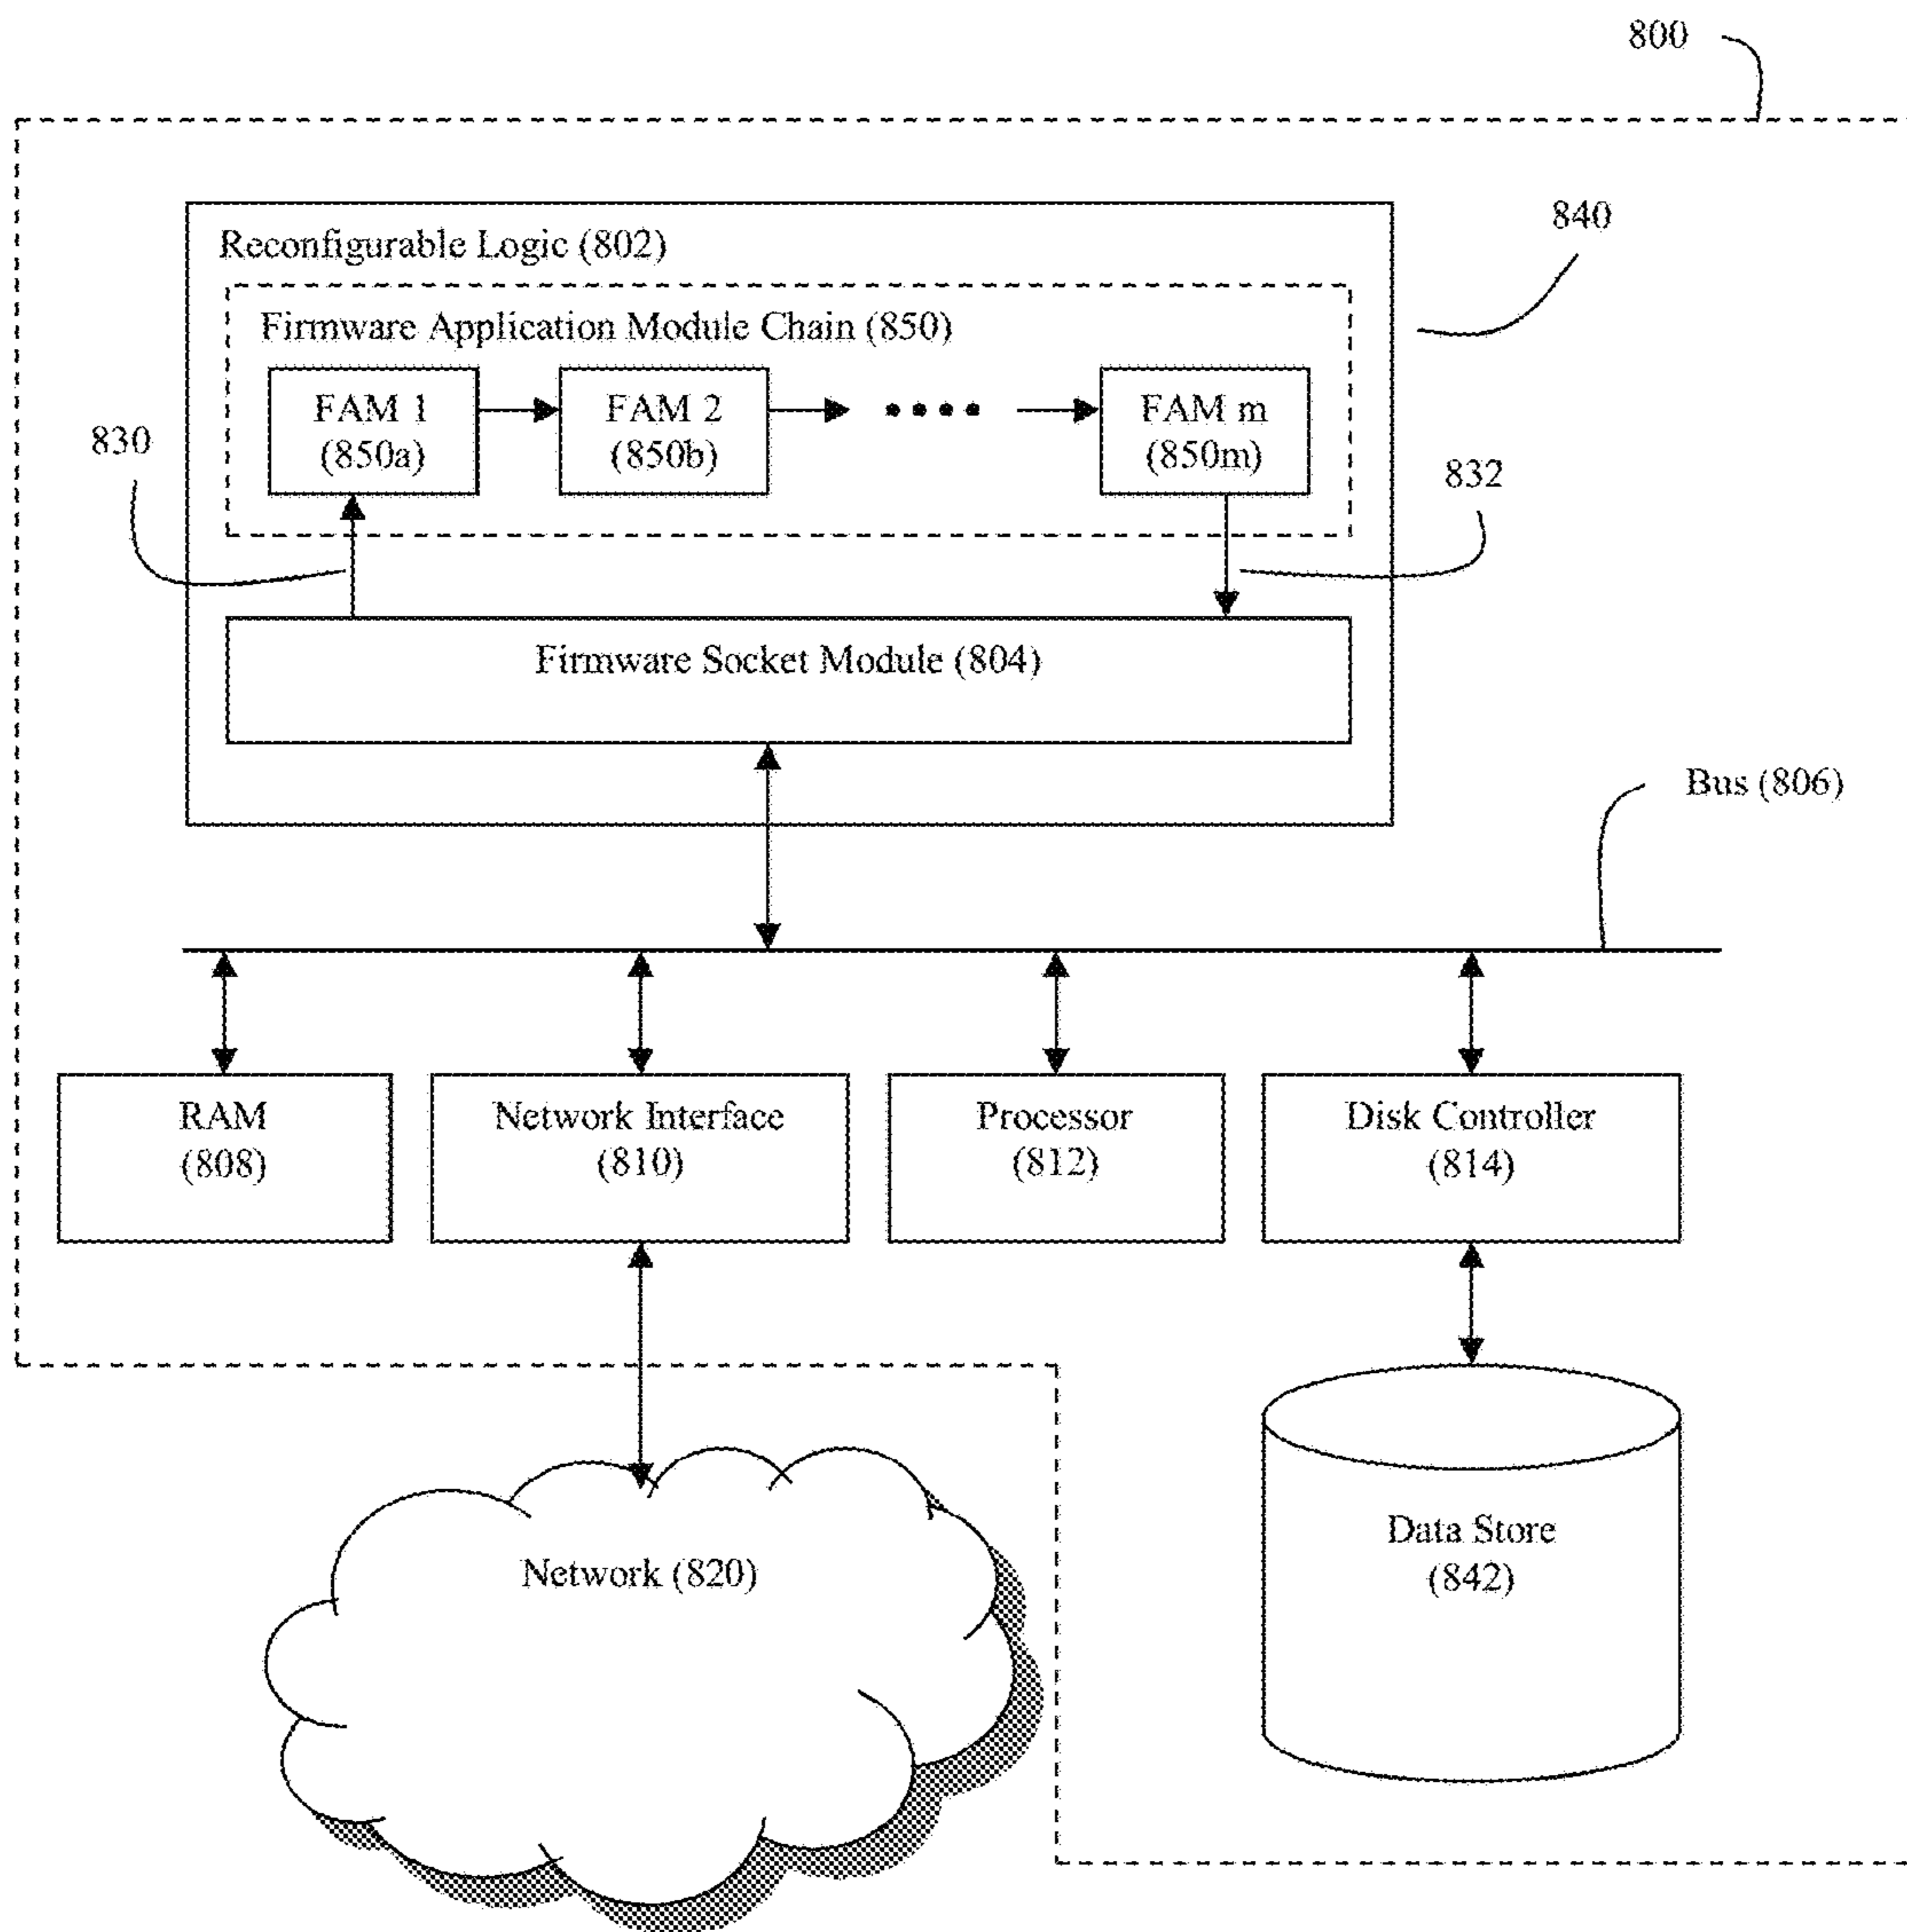 800
840
Reconfigurable Logic (802)
Firmware Application Module Chain (850)
FAM 1
(850a)
FAM 2
(850b)
FAM m
(850m)
830
832
Firmware Socket Module (804)
Bus (806)
RAM
(808)
Network Interface
(810)
Processor
(812)
Disk Controller
(814)
Network (820)
Data Store
(842)